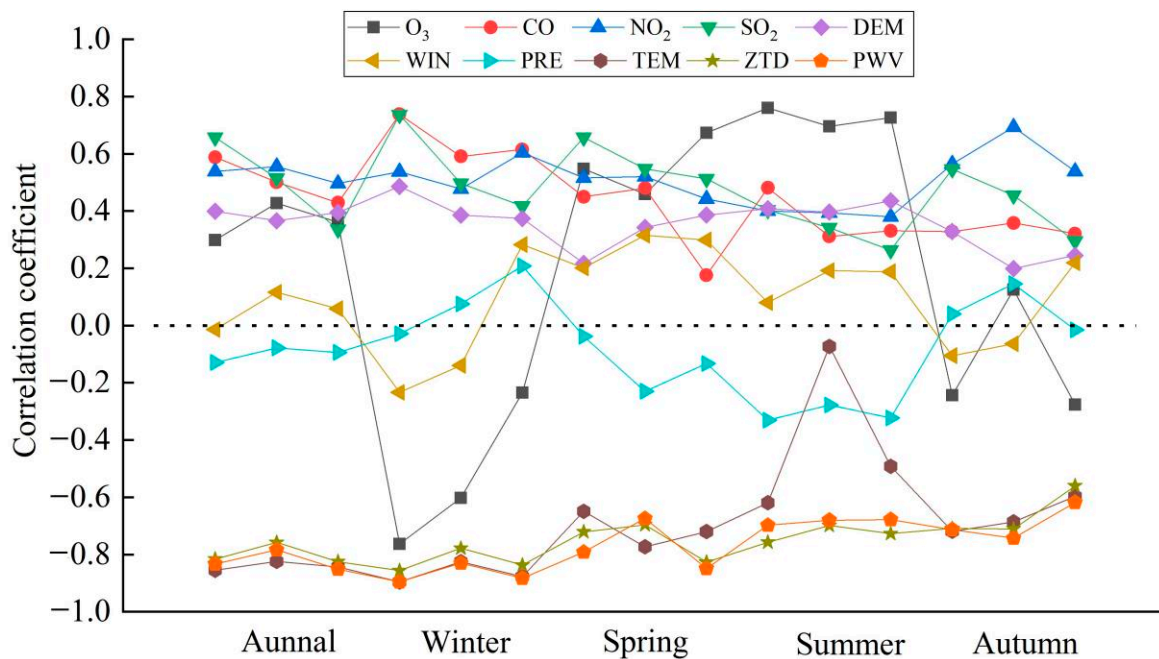 O₃ CO NO₂ SO₂ DEM
WIN PRE TEM ZTD PWV
Correlation coefficient
1.0
0.8
0.6
0.4
0.2
0.0
−0.2
−0.4
−0.6
−0.8
−1.0
Aunnal Winter Spring Summer Autumn